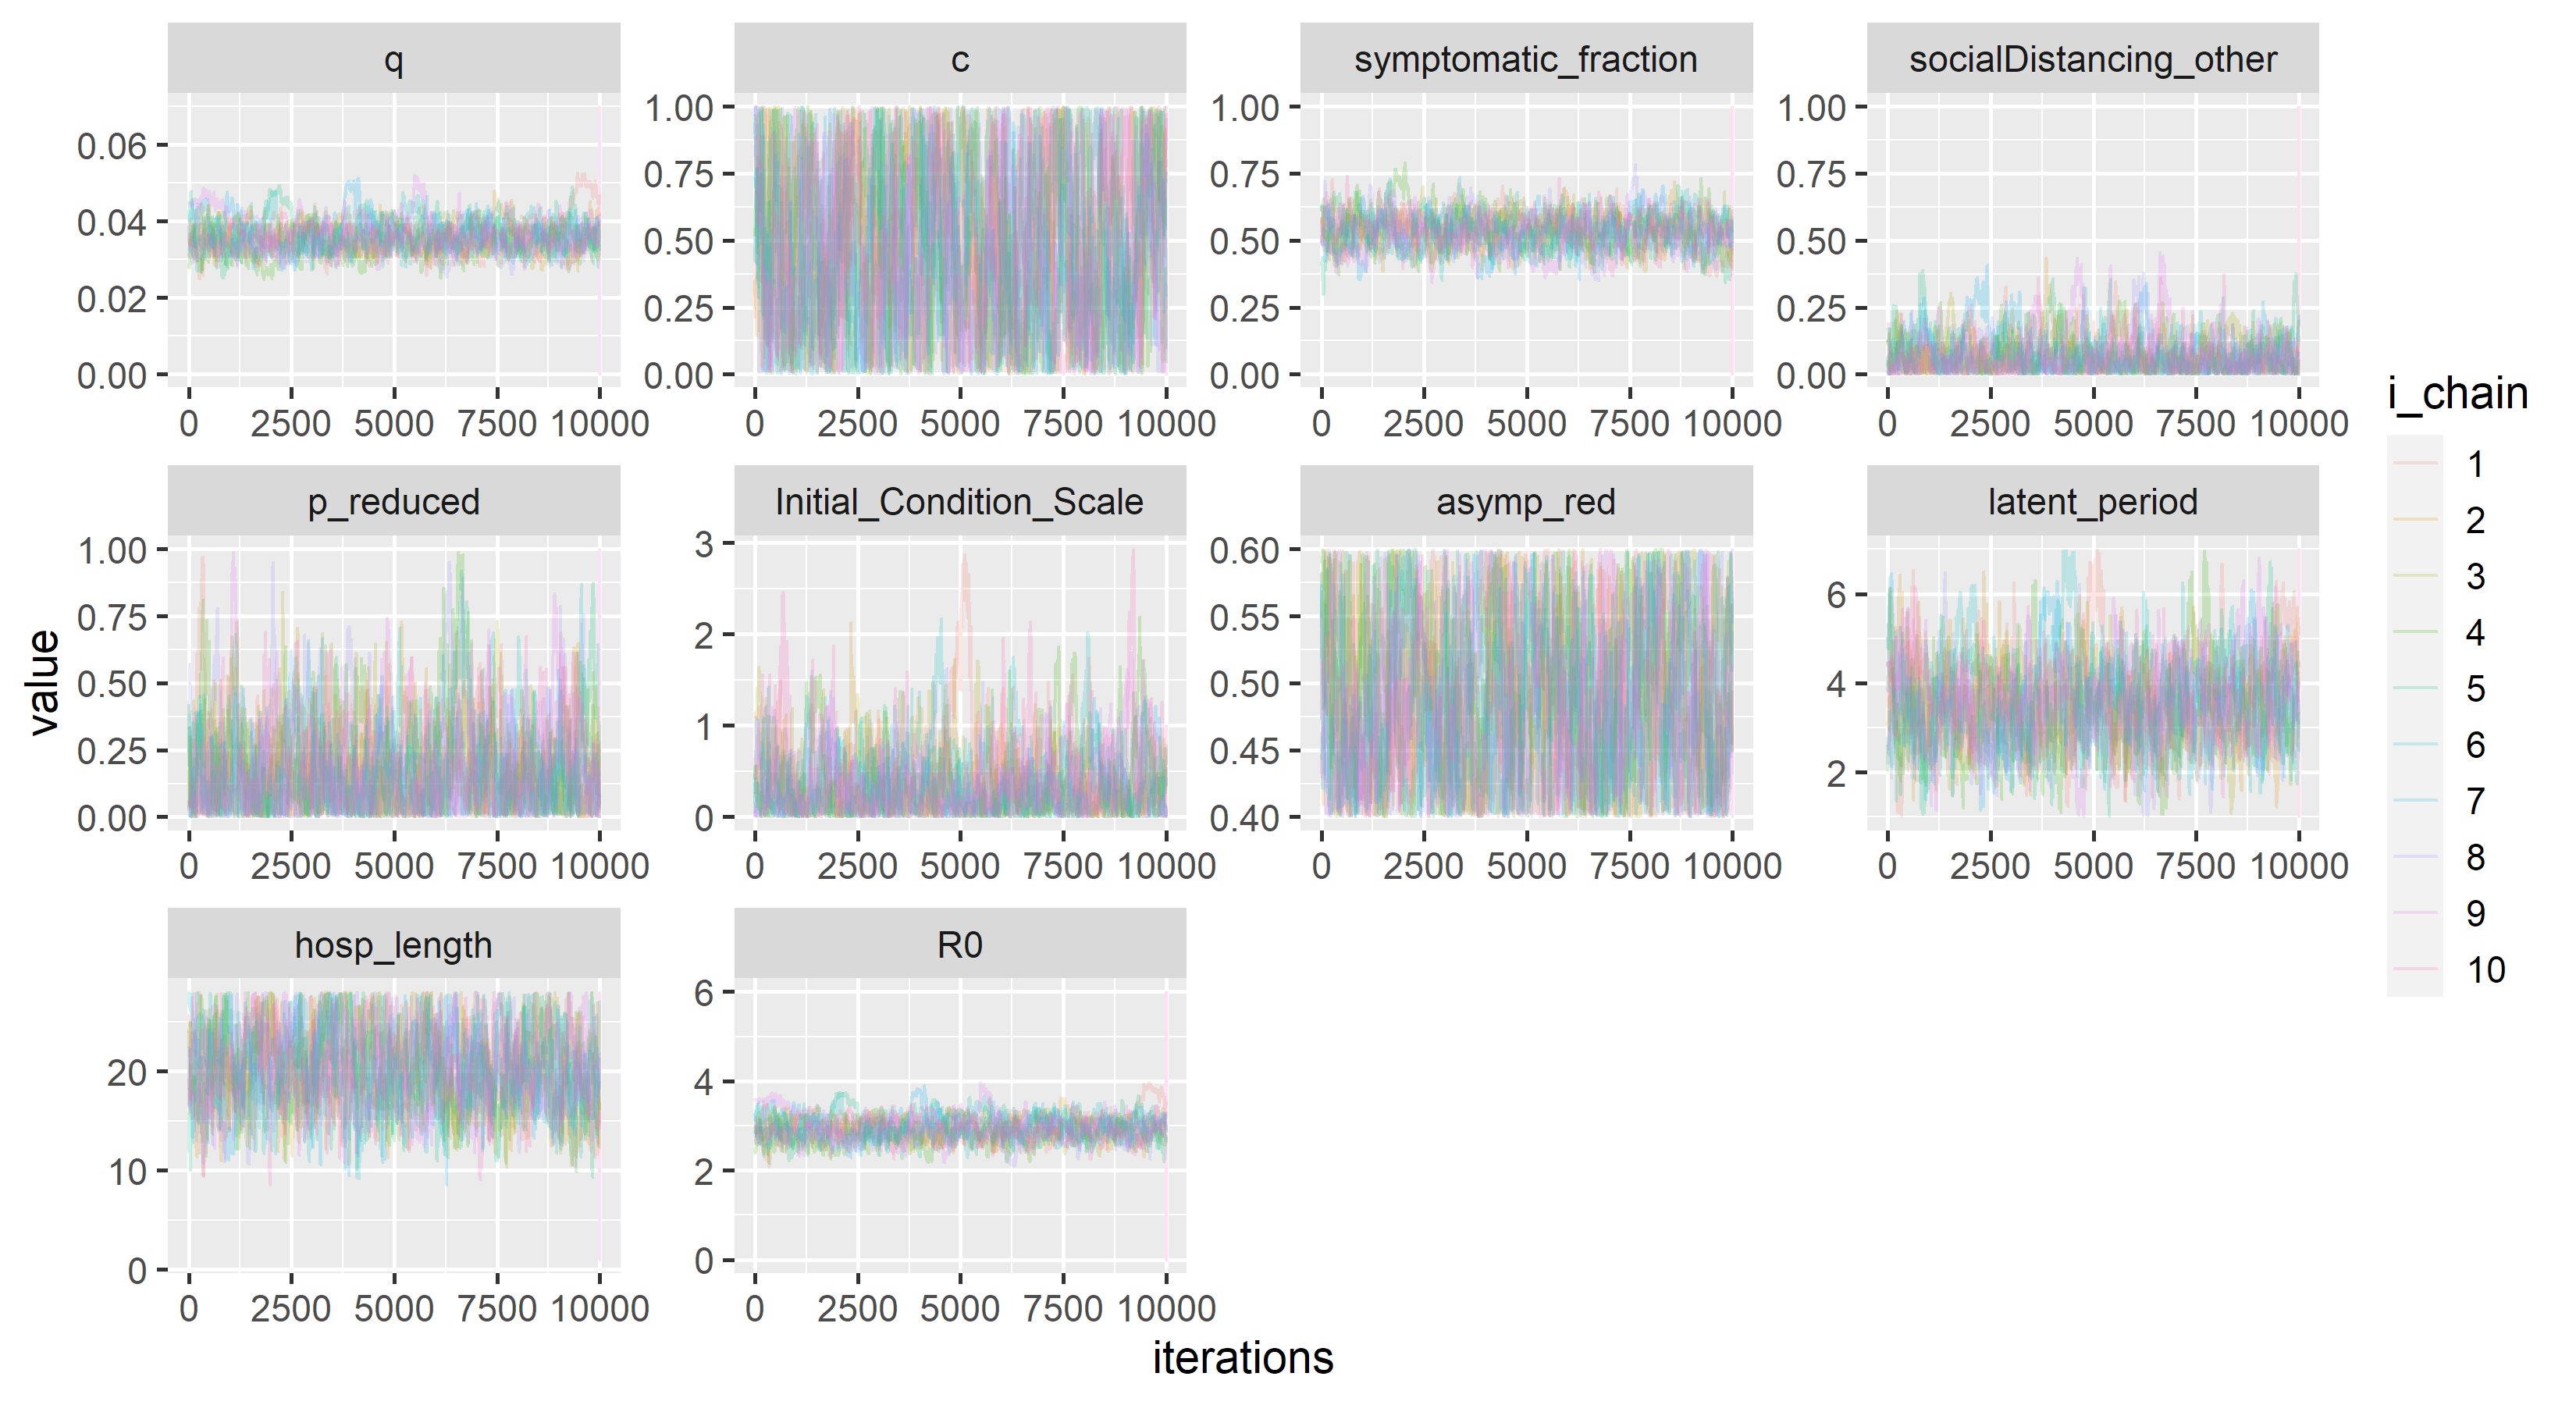 q
c
symptomatic_fraction
socialDistancing_other
0.06
0.04
0.02
0.00
1.00
0.75
0.50
0.25
0.00
1.00
0.75
0.50
0.25
0.00
1.00
0.75
0.50
0.25
0.00
0 2500 5000 7500 10000
0 2500 5000 7500 10000
0 2500 5000 7500 10000
0 2500 5000 7500 10000
p_reduced
Initial_Condition_Scale
asymp_red
latent_period
1.00
0.75
0.50
0.25
0.00
3
2
1
0
0.60
0.55
0.50
0.45
0.40
6
4
2
0 2500 5000 7500 10000
0 2500 5000 7500 10000
0 2500 5000 7500 10000
0 2500 5000 7500 10000
hosp_length
R0
20
10
0
6
4
2
0
0 2500 5000 7500 10000
0 2500 5000 7500 10000
value
iterations
i_chain
1
2
3
4
5
6
7
8
9
10